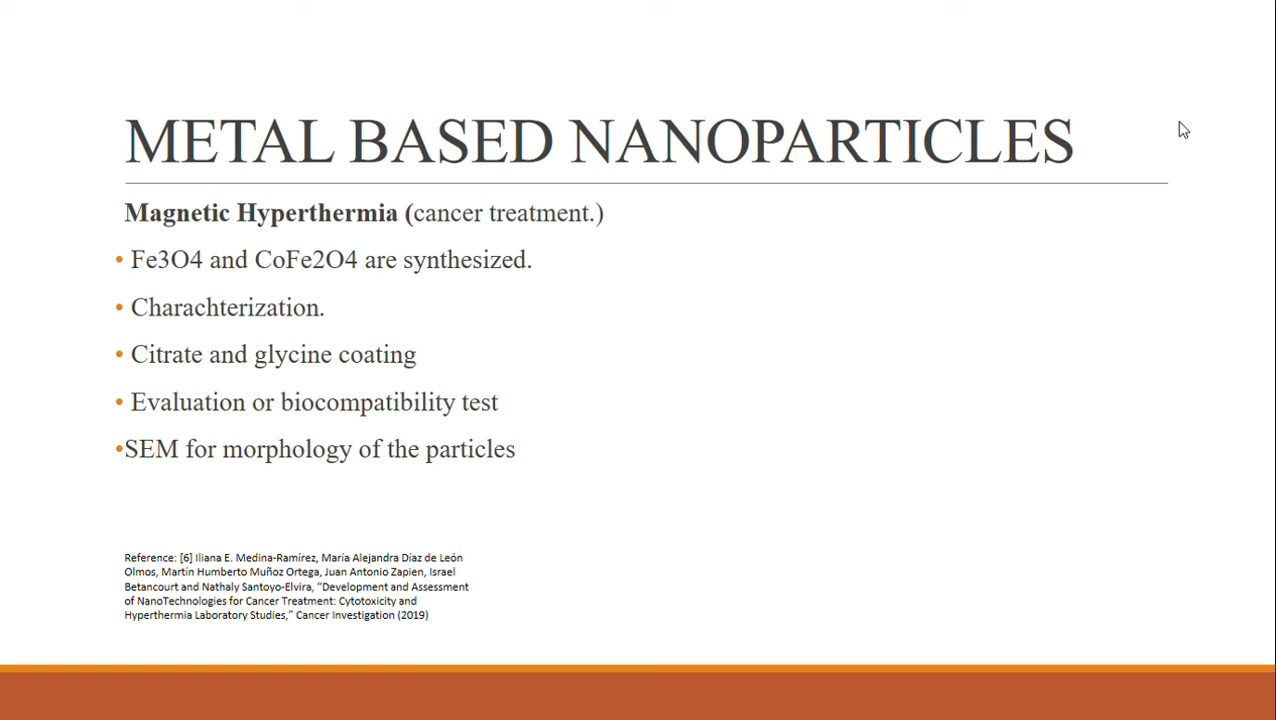 METAL BASED NANOPARTICLES
Magnetic Hyperthermia (cancer treatment.)
• Fe3O4 and CoFe2O4 are synthesized.
• Charachterization.
• Citrate and glycine coating
• Evaluation or biocompatibility test
•SEM for morphology of the particles
Reference: [6] Iliana E. Medina-Ramírez, María Alejandra Díaz de León
Olmos, Martín Humberto Muñoz Ortega, Juan Antonio Zapien, Israel
Betancourt and Nathaly Santoyo-Elvira, "Development and Assessment
of NanoTechnologies for Cancer Treatment: Cytotoxicity and
Hyperthermia Laboratory Studies," Cancer Investigation (2019)